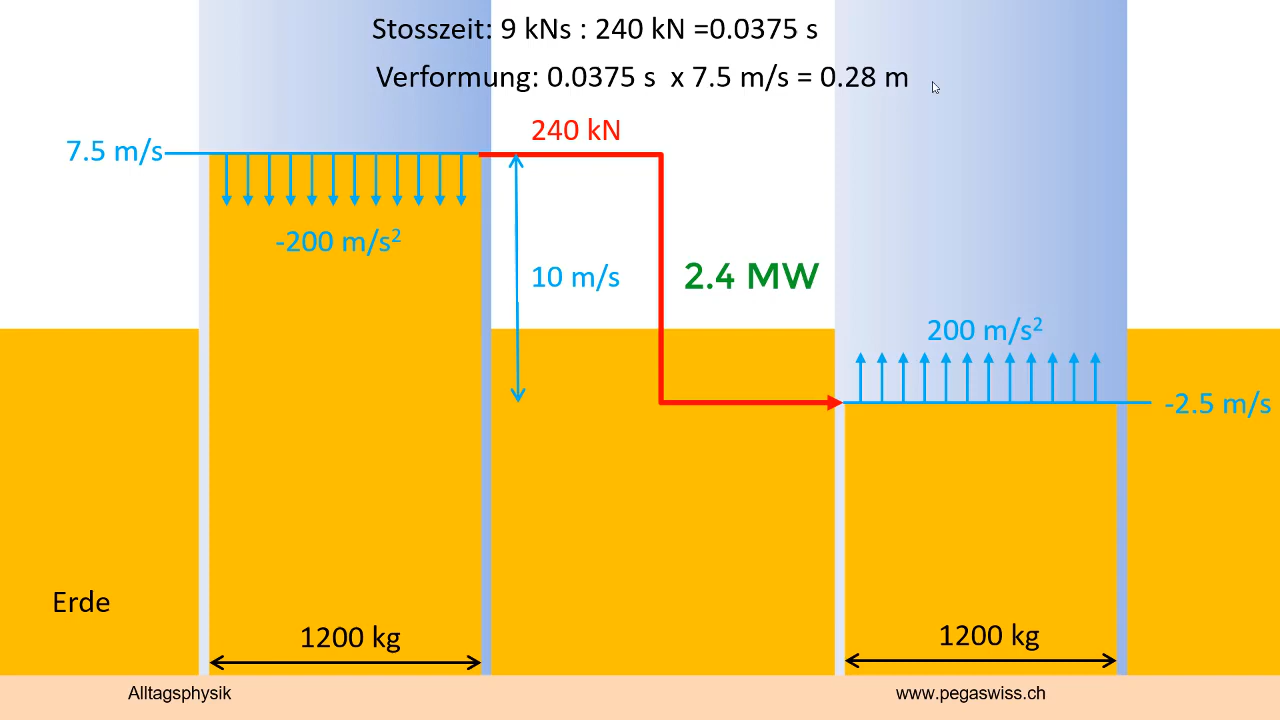 Stosszeit: 9 kNs : 240 kN =0.0375 s
Verformung: 0.0375 s x 7.5 m/s = 0.28 m
240 kN
7.5 m/s
-200 m/s²
10 m/s
2.4 MW
200 m/s²
-2.5 m/s
Erde
1200 kg
1200 kg
Alltagsphysik
www.pegaswiss.ch